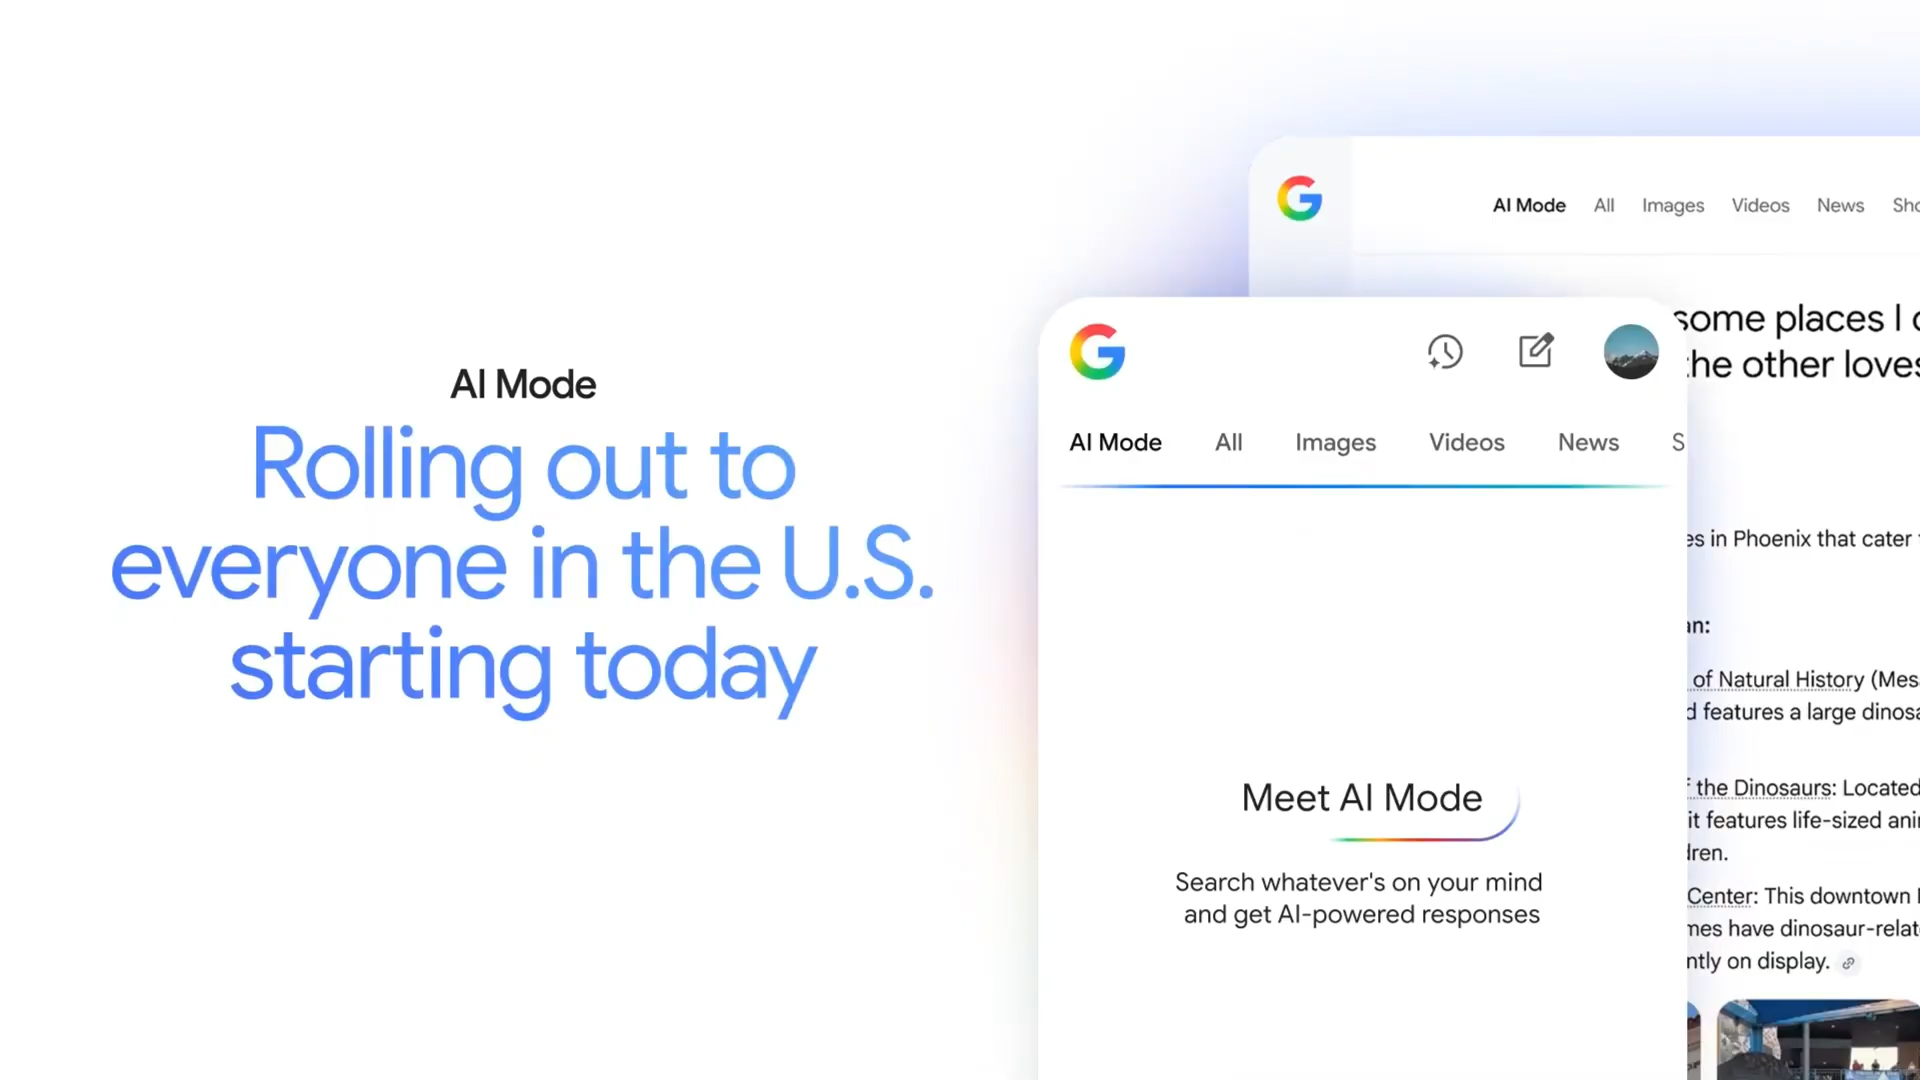 AI Mode
Rolling out to
everyone in the U.S.
starting today
AI Mode All Images Videos News
some places I
the other loves
AI Mode All Images Videos News S
in Phoenix that cater
of Natural History
features a large
the Dinosaurs: Located
it features life-sized
Center: This downtown
have
on display.
Meet AI Mode
Search whatever's on your mind
and get AI-powered responses